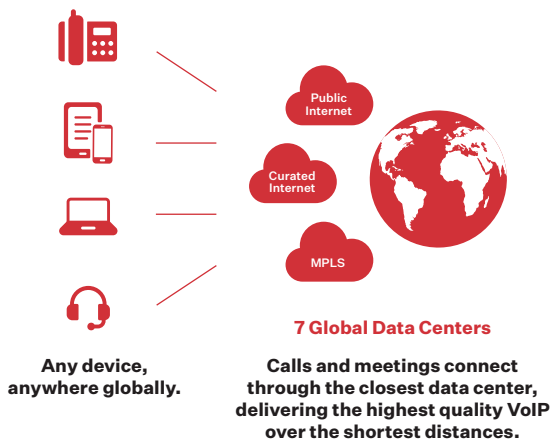 Public
Internet
Curated
Internet
MPLS
7 Global Data Centers
Any device,
anywhere globally.
Calls and meetings connect
through the closest data center,
delivering the highest quality VoIP
over the shortest distances.